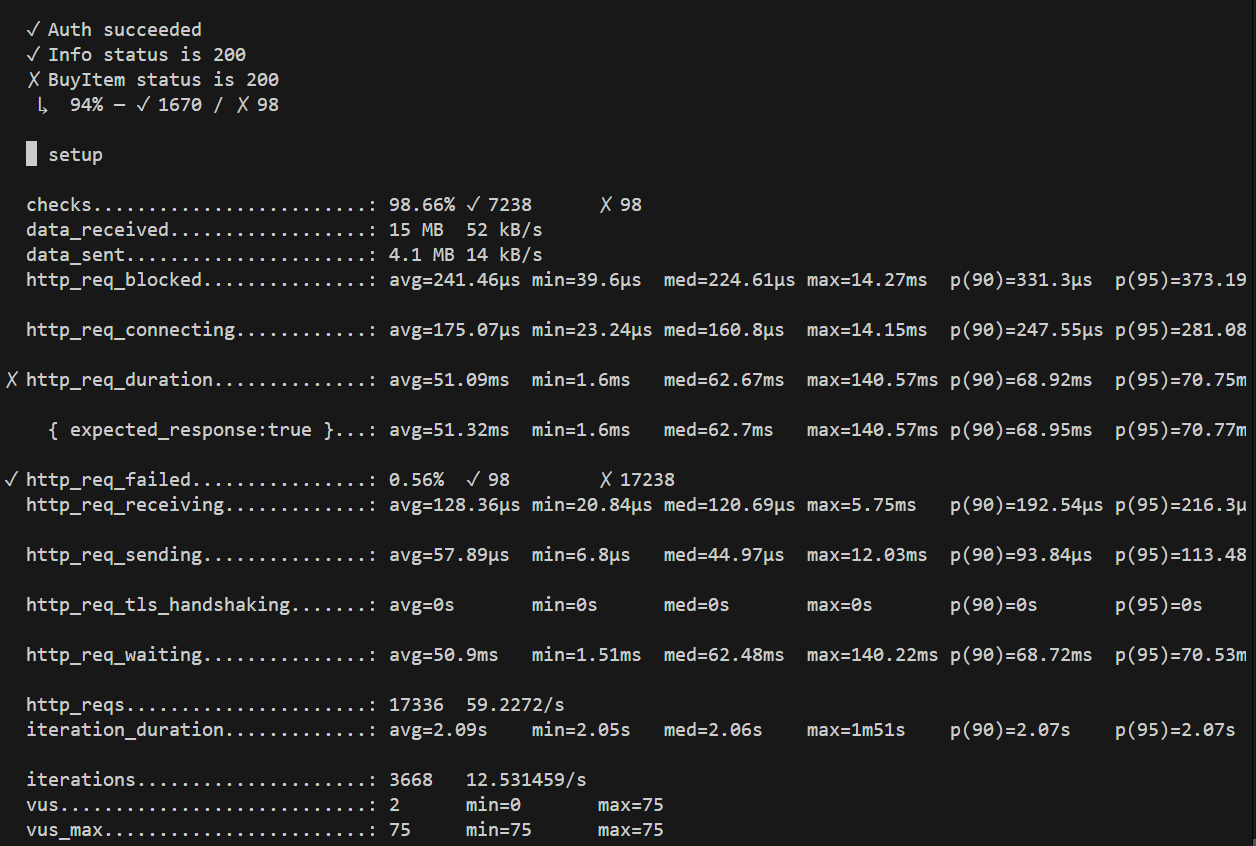 ✓ Auth succeeded
✓ Info status is 200
✗ BuyItem status is 200
↳  94% — ✓ 1670 / ✗ 98
█ setup
checks.........................: 98.66% ✓ 7238      ✗ 98
data_received..................: 15 MB  52 kB/s
data_sent......................: 4.1 MB 14 kB/s
http_req_blocked...............: avg=241.46µs min=39.6µs  med=224.61µs max=14.27ms  p(90)=331.3µs  p(95)=373.19
http_req_connecting............: avg=175.07µs min=23.24µs med=160.8µs  max=14.15ms  p(90)=247.55µs p(95)=281.08
✗ http_req_duration..............: avg=51.09ms  min=1.6ms   med=62.67ms  max=140.57ms p(90)=68.92ms  p(95)=70.75m
{ expected_response:true }...: avg=51.32ms  min=1.6ms   med=62.7ms   max=140.57ms p(90)=68.95ms  p(95)=70.77m
✓ http_req_failed................: 0.56%  ✓ 98        ✗ 17238
http_req_receiving.............: avg=128.36µs min=20.84µs med=120.69µs max=5.75ms   p(90)=192.54µs p(95)=216.3µ
http_req_sending...............: avg=57.89µs  min=6.8µs   med=44.97µs  max=12.03ms  p(90)=93.84µs  p(95)=113.48
http_req_tls_handshaking.......: avg=0s       min=0s      med=0s       max=0s       p(90)=0s       p(95)=0s
http_req_waiting...............: avg=50.9ms   min=1.51ms  med=62.48ms  max=140.22ms p(90)=68.72ms  p(95)=70.53m
http_reqs......................: 17336  59.2272/s
iteration_duration.............: avg=2.09s    min=2.05s   med=2.06s    max=1m51s    p(90)=2.07s    p(95)=2.07s
iterations.....................: 3668   12.531459/s
vus............................: 2      min=0       max=75
vus_max........................: 75     min=75      max=75